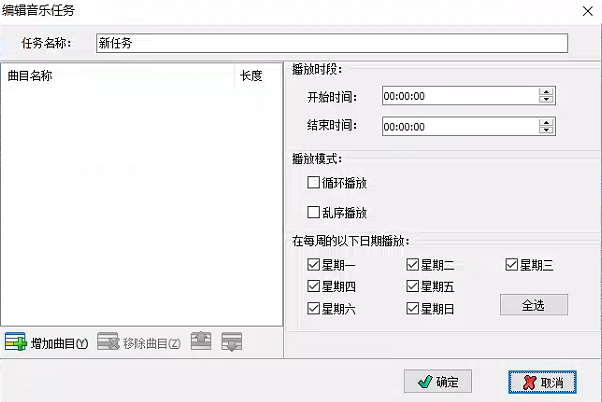 编辑音乐任务
任务名称： 新任务
曲目名称 长度
播放时段：
开始时间： 00:00:00
结束时间： 00:00:00
播放模式：
循环播放
乱序播放
在每周的以下日期播放：
星期一 星期二 星期三
星期四 星期五
星期六 星期日 全选
增加曲目(Y) 移除曲目(Z)
确定 取消